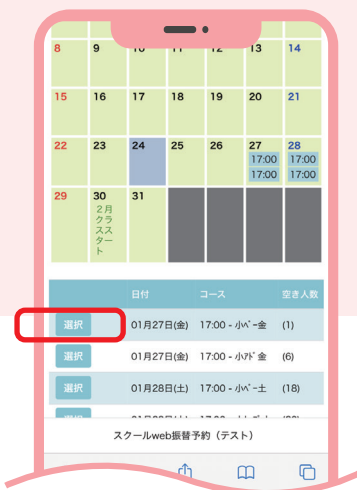 8 9 10 11 12 13 14
15 16 17 18 19 20 21
22 23 24 25 26 27 28
17:00 17:00
17:00 17:00
29 30 31
2月
クラ
スス
ター
ト
日付 コース 空き人数
選択 01月27日(金) 17:00 - 小ﾍﾞｰ金 (1)
選択 01月27日(金) 17:00 - 小ｱﾄﾞ金 (6)
選択 01月28日(土) 17:00 - 小ﾍﾞｰ土 (18)
スクールweb振替予約（テスト）